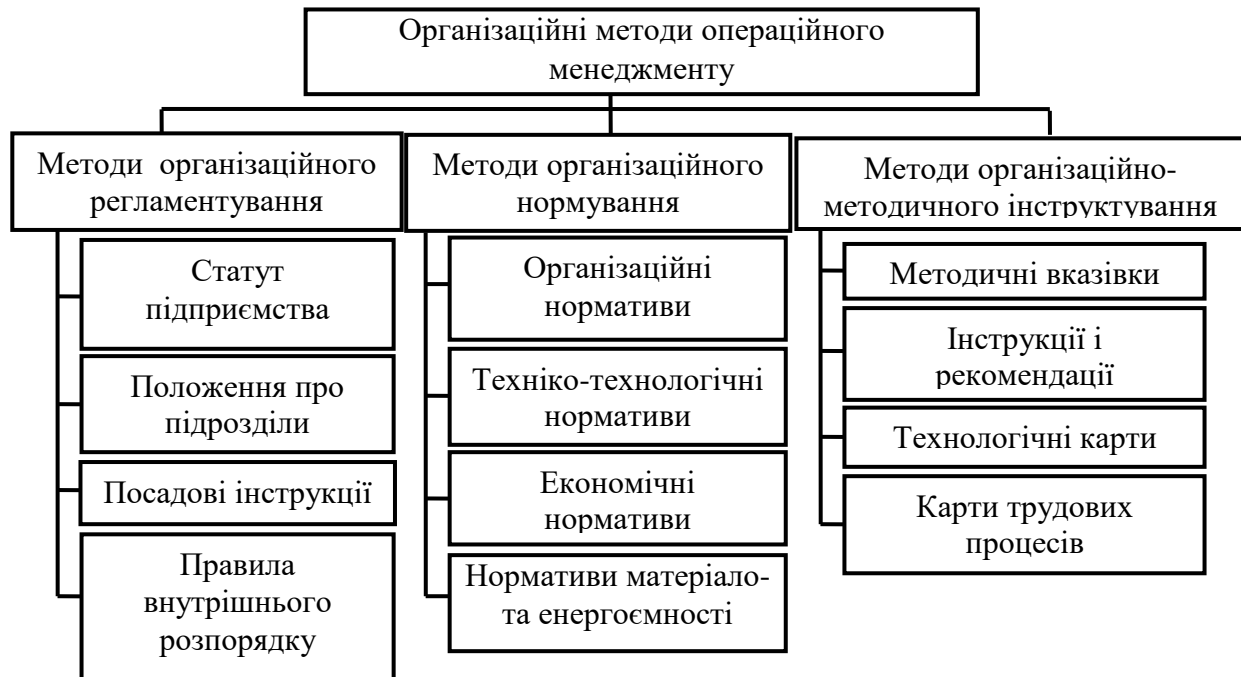 Організаційні методи операційного
менеджменту
Методи організаційного
регламентування
Статут
підприємства
Положення про
підрозділи
Посадові інструкції
Правила
внутрішнього
розпорядку
Методи організаційного
нормування
Організаційні
нормативи
Техніко-технологічні
нормативи
Економічні
нормативи
Нормативи матеріало-
та енергоємності
Методи організаційно-
методичного інструктування
Методичні вказівки
Інструкції і
рекомендації
Технологічні карти
Карти трудових
процесів